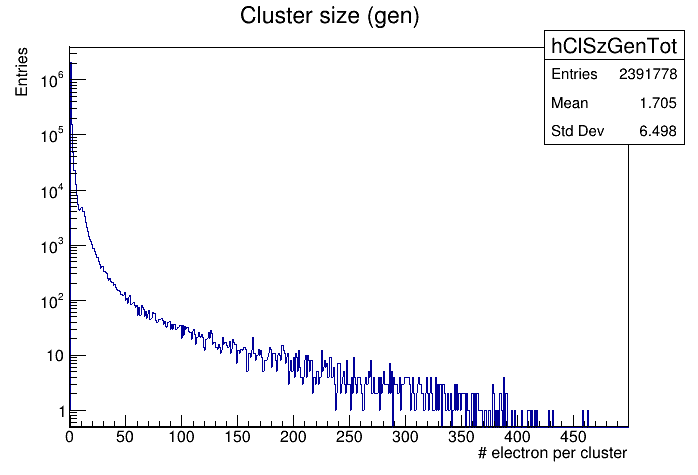 Cluster size (gen)
hClSzGenTot
Entries 2391778
Mean 1.705
Std Dev 6.498
Entries
10^6
10^5
10^4
10^3
10^2
10
1
0 50 100 150 200 250 300 350 400 450
# electron per cluster